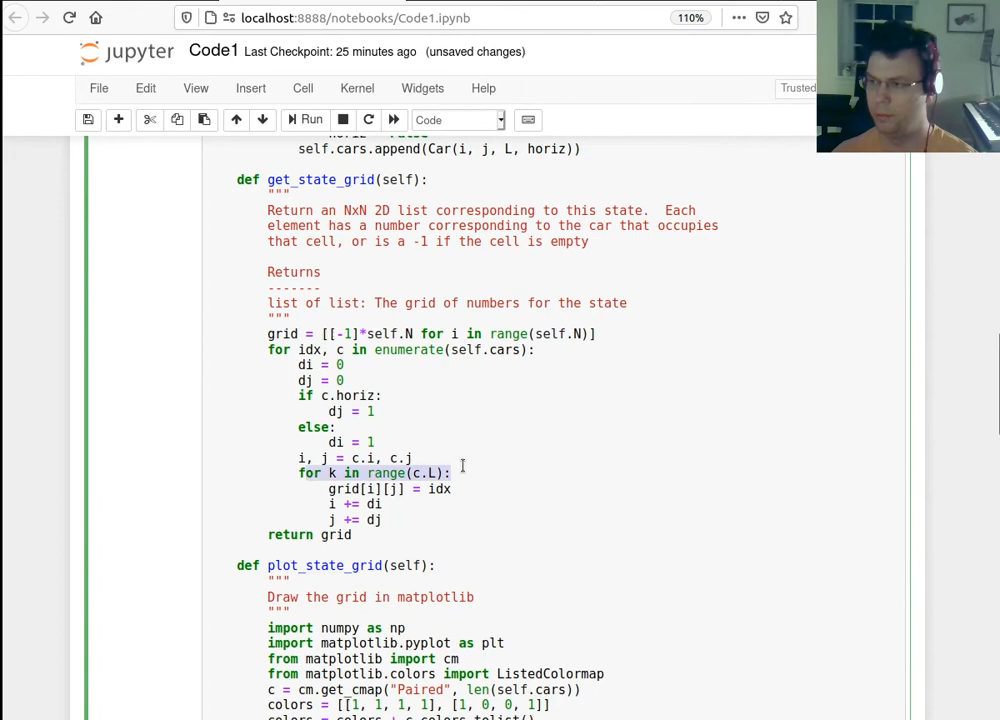 localhost:8888/notebooks/Code1.ipynb
110%
jupyter Code1 Last Checkpoint: 25 minutes ago (unsaved changes)
File Edit View Insert Cell Kernel Widgets Help
Trusted
Run
Code
self.cars.append(Car(i, j, L, horiz))
def get_state_grid(self):
"""
Return an NxN 2D list corresponding to this state. Each
element has a number corresponding to the car that occupies
that cell, or is a -1 if the cell is empty
Returns
-------
list of list: The grid of numbers for the state
"""
grid = [[-1]*self.N for i in range(self.N)]
for idx, c in enumerate(self.cars):
di = 0
dj = 0
if c.horiz:
dj = 1
else:
di = 1
i, j = c.i, c.j
for k in range(c.L):
grid[i][j] = idx
i += di
j += dj
return grid
def plot_state_grid(self):
"""
Draw the grid in matplotlib
"""
import numpy as np
import matplotlib.pyplot as plt
from matplotlib import cm
from matplotlib.colors import ListedColormap
c = cm.get_cmap("Paired", len(self.cars))
colors = [[1, 1, 1, 1], [1, 0, 0, 1]]
colors = colors + c.colors.tolist()